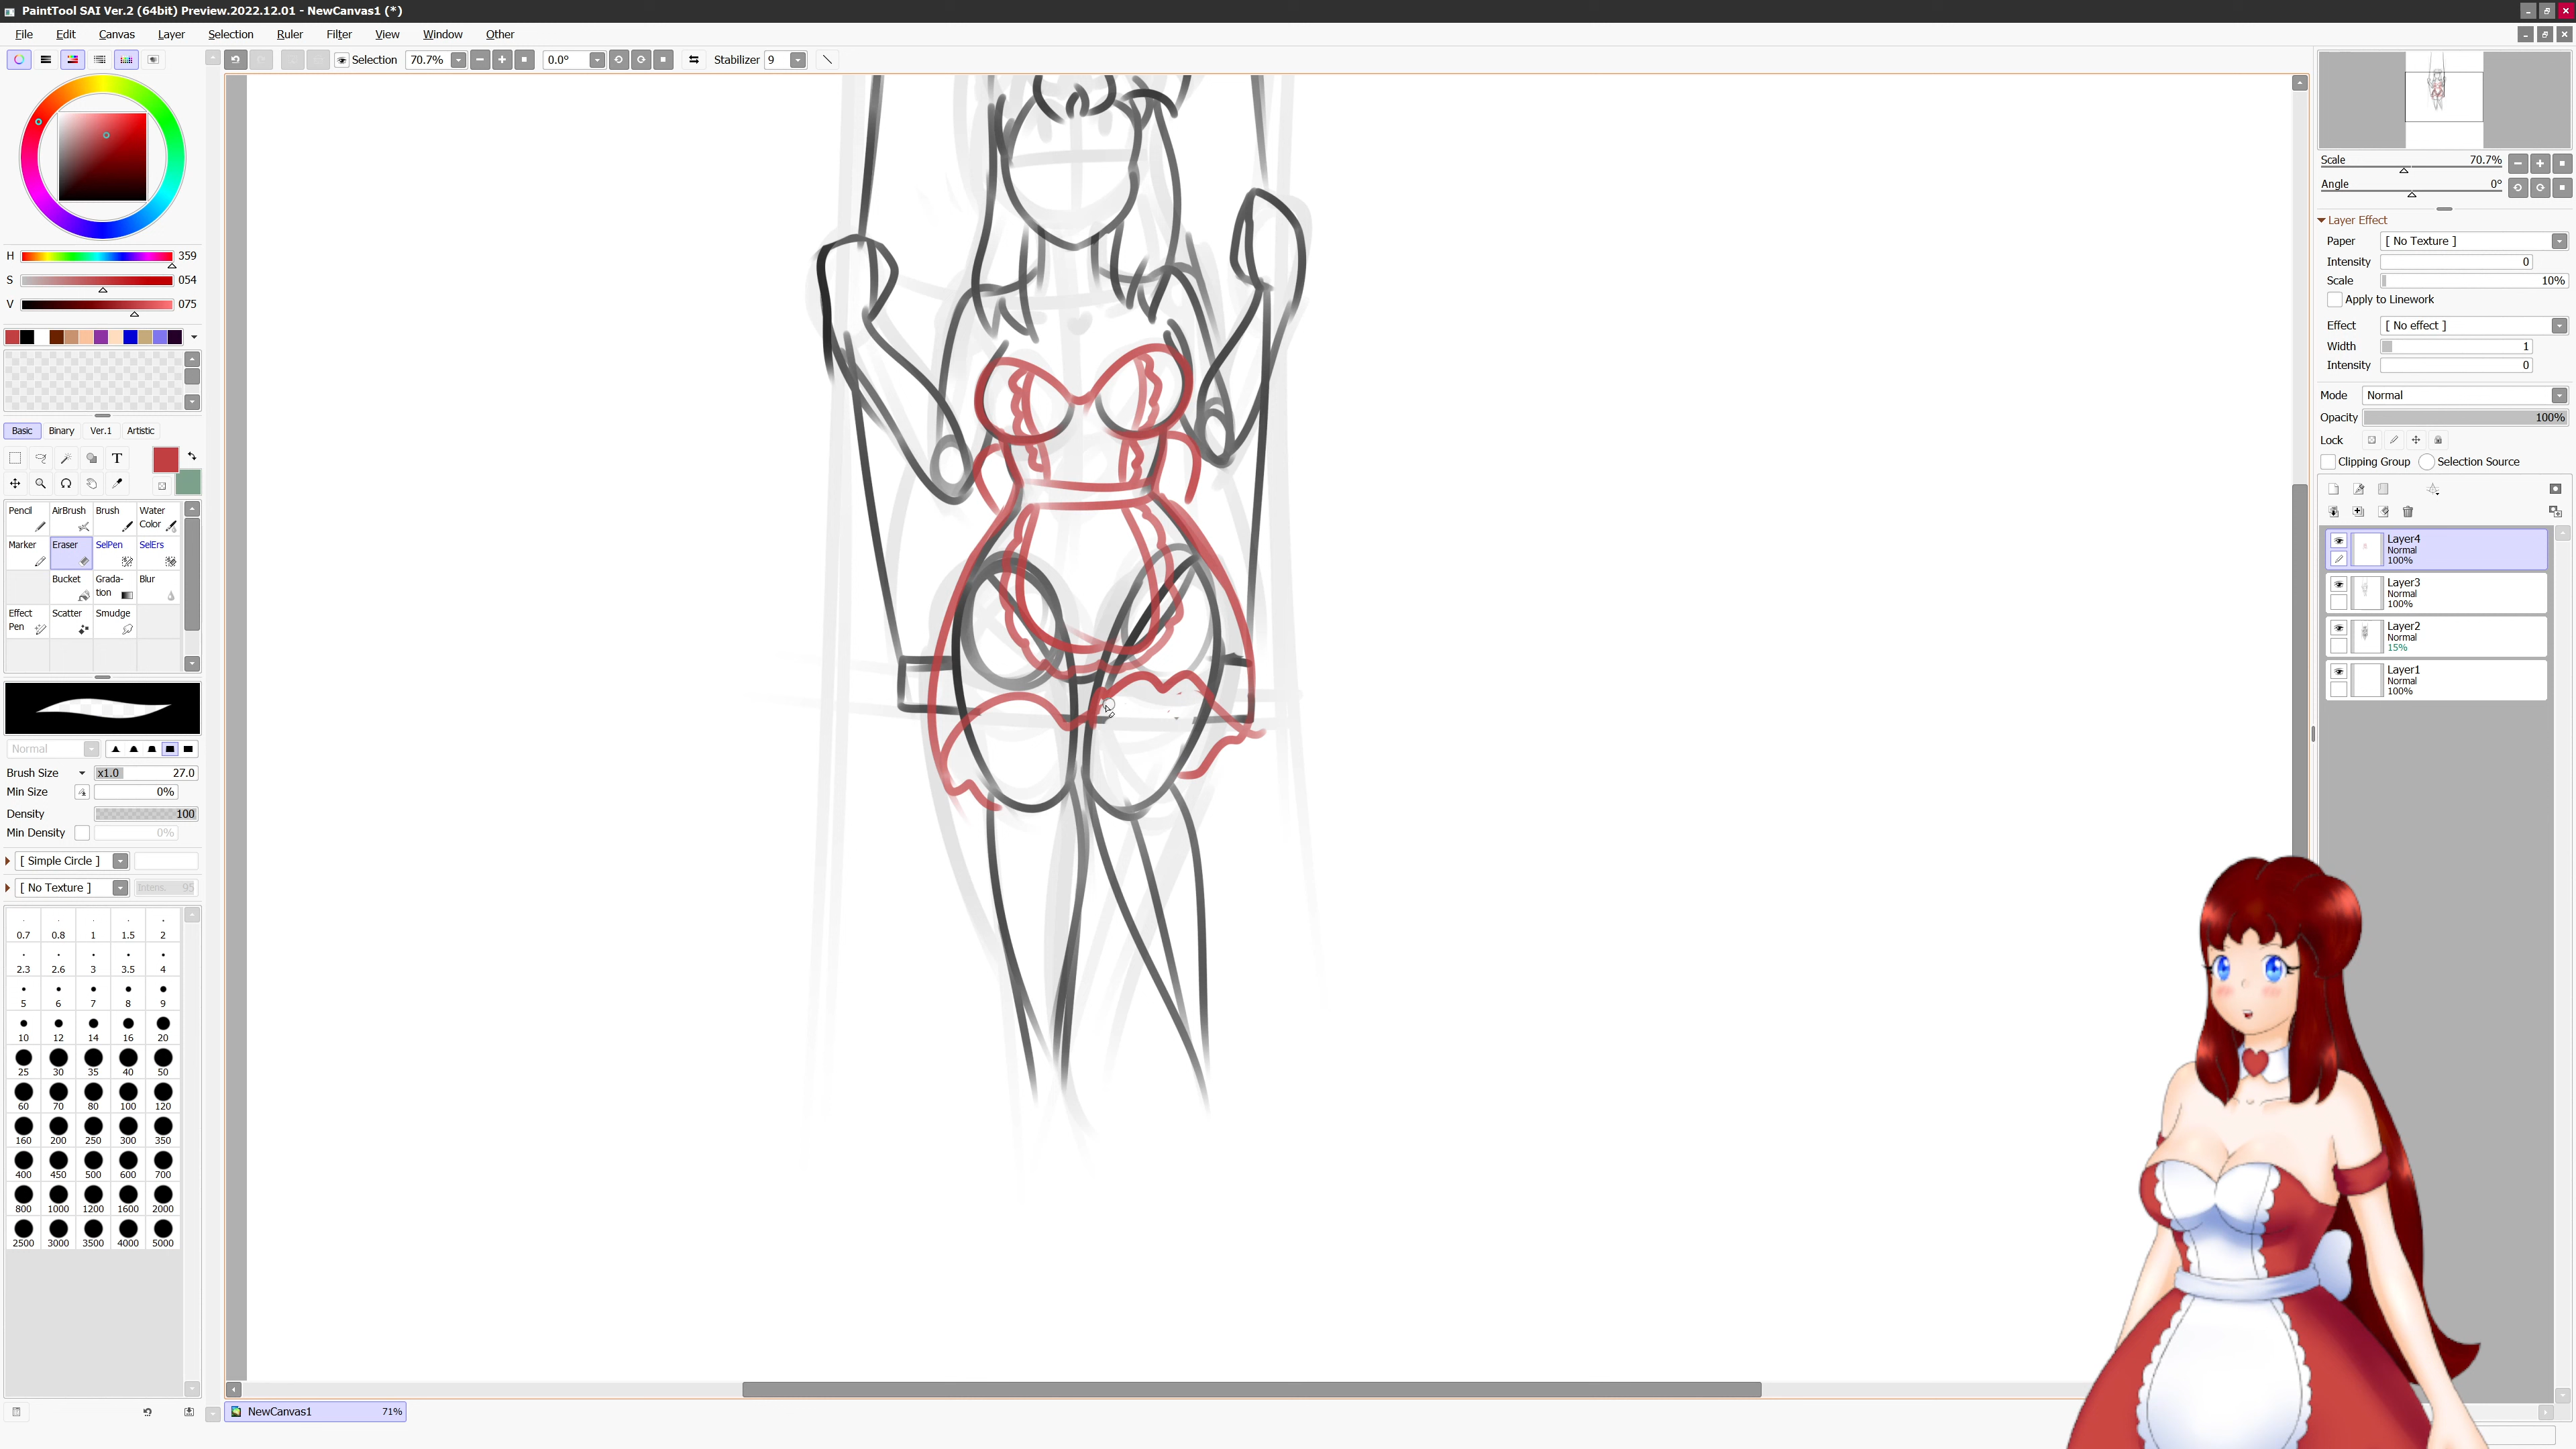 PaintTool SAI Ver.2 (64bit) Preview.2022.12.01 - NewCanvas1 (*)
File Edit Canvas Layer Selection Ruler Filter View Window Other
Selection 70.7% 0.0° Stabilizer 9
Scale 70.7%
Angle 0°
Layer Effect
Paper [ No Texture ]
Intensity 0
Scale 10%
Apply to Linework
Effect [ No effect ]
Width 1
Intensity 0
Mode Normal
Opacity 100%
Lock
Clipping Group Selection Source
Layer4
Normal
100%
Layer3
Normal
100%
Layer2
Normal
15%
Layer1
Normal
100%
H 359
S 054
V 075
Basic Binary Ver.1 Artistic
T
Pencil AirBrush Brush Water Color
Marker Eraser SelPen SelErs
Bucket Grada-tion Blur
Effect Pen Scatter Smudge
Normal
Brush Size x1.0 27.0
Min Size 0%
Density 100
Min Density 0%
[ Simple Circle ]
[ No Texture ] Intens. 95
0.7 0.8 1 1.5 2
2.3 2.6 3 3.5 4
5 6 7 8 9
10 12 14 16 20
25 30 35 40 50
60 70 80 100 120
160 200 250 300 350
400 450 500 600 700
800 1000 1200 1600 2000
2500 3000 3500 4000 5000
NewCanvas1 71%